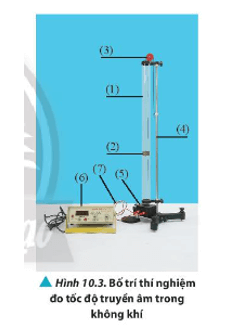 (3)
(1)
(4)
(2)
(7)
(6)
(5)
▲ Hình 10.3. Bố trí thí nghiệm
đo tốc độ truyền âm trong
không khí